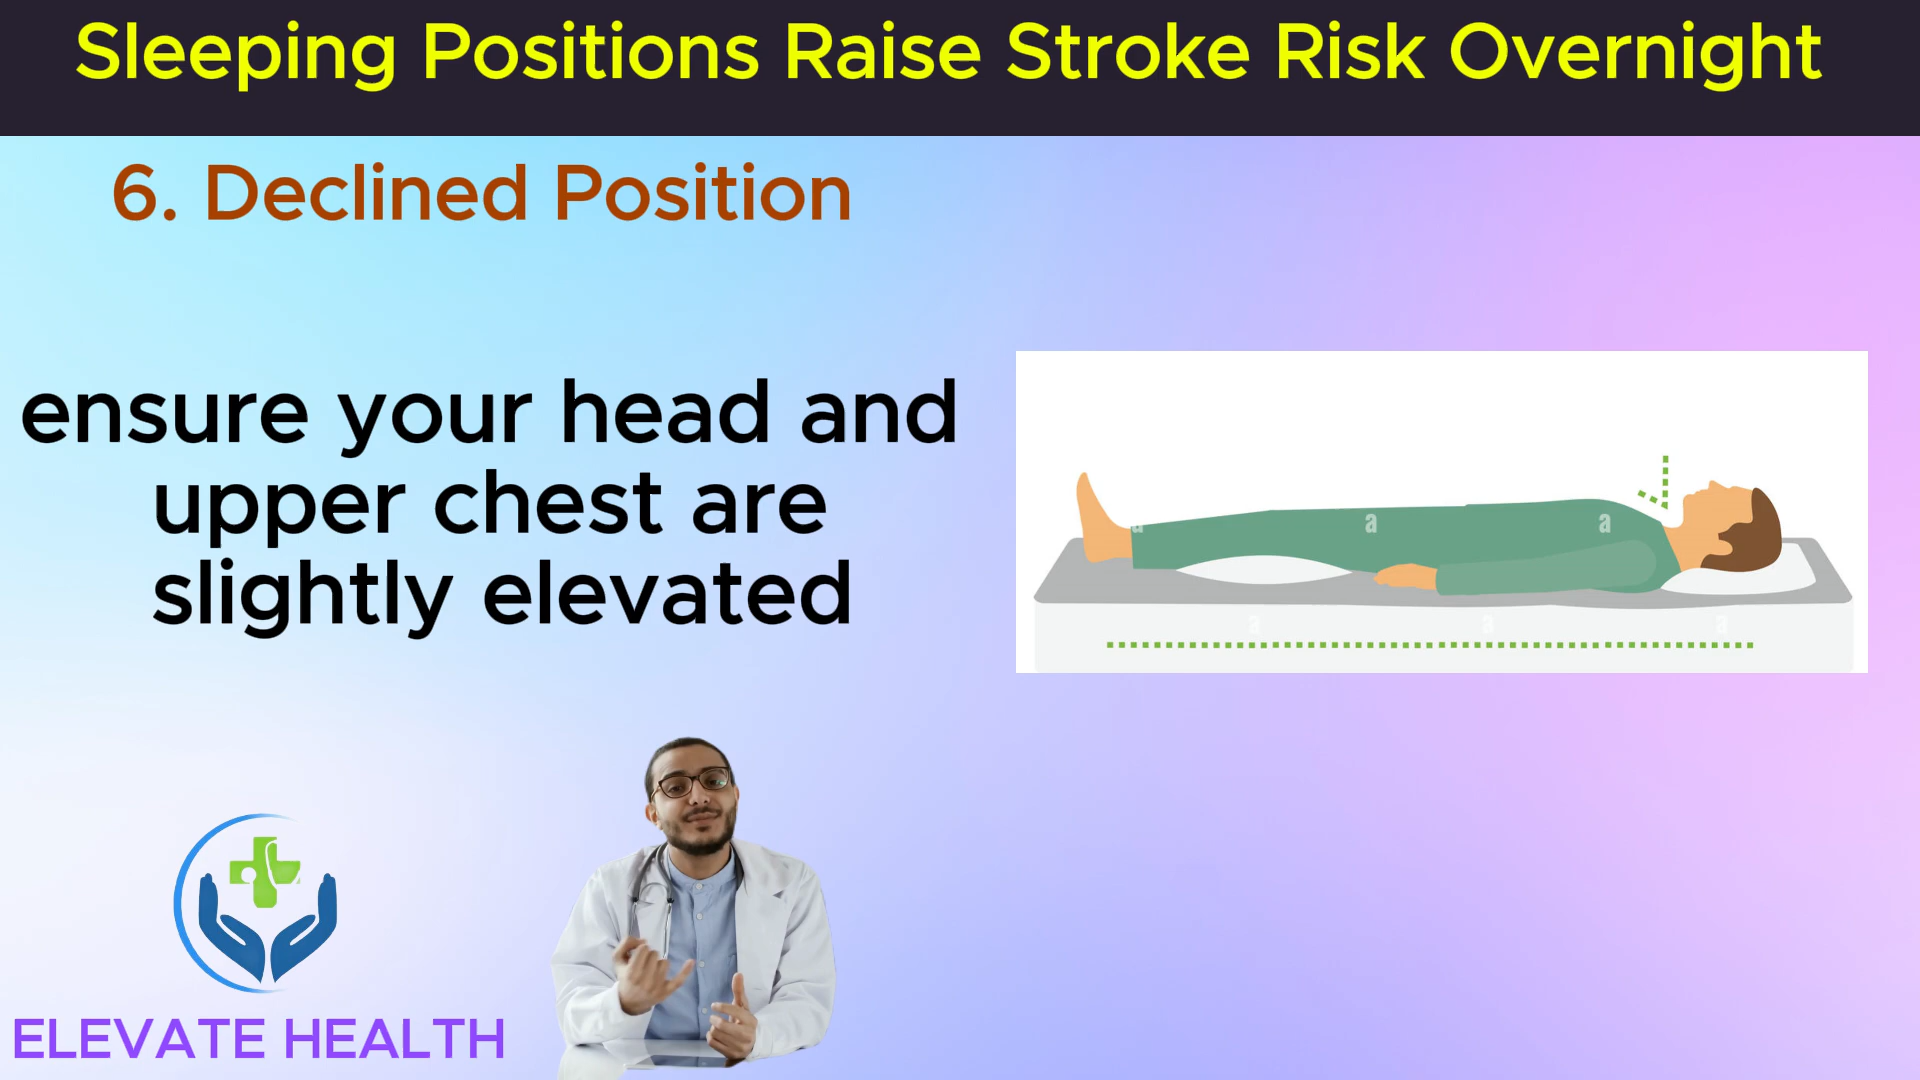 Sleeping Positions Raise Stroke Risk Overnight
6. Declined Position
ensure your head and
upper chest are
slightly elevated
a a a
a a a
ELEVATE HEALTH